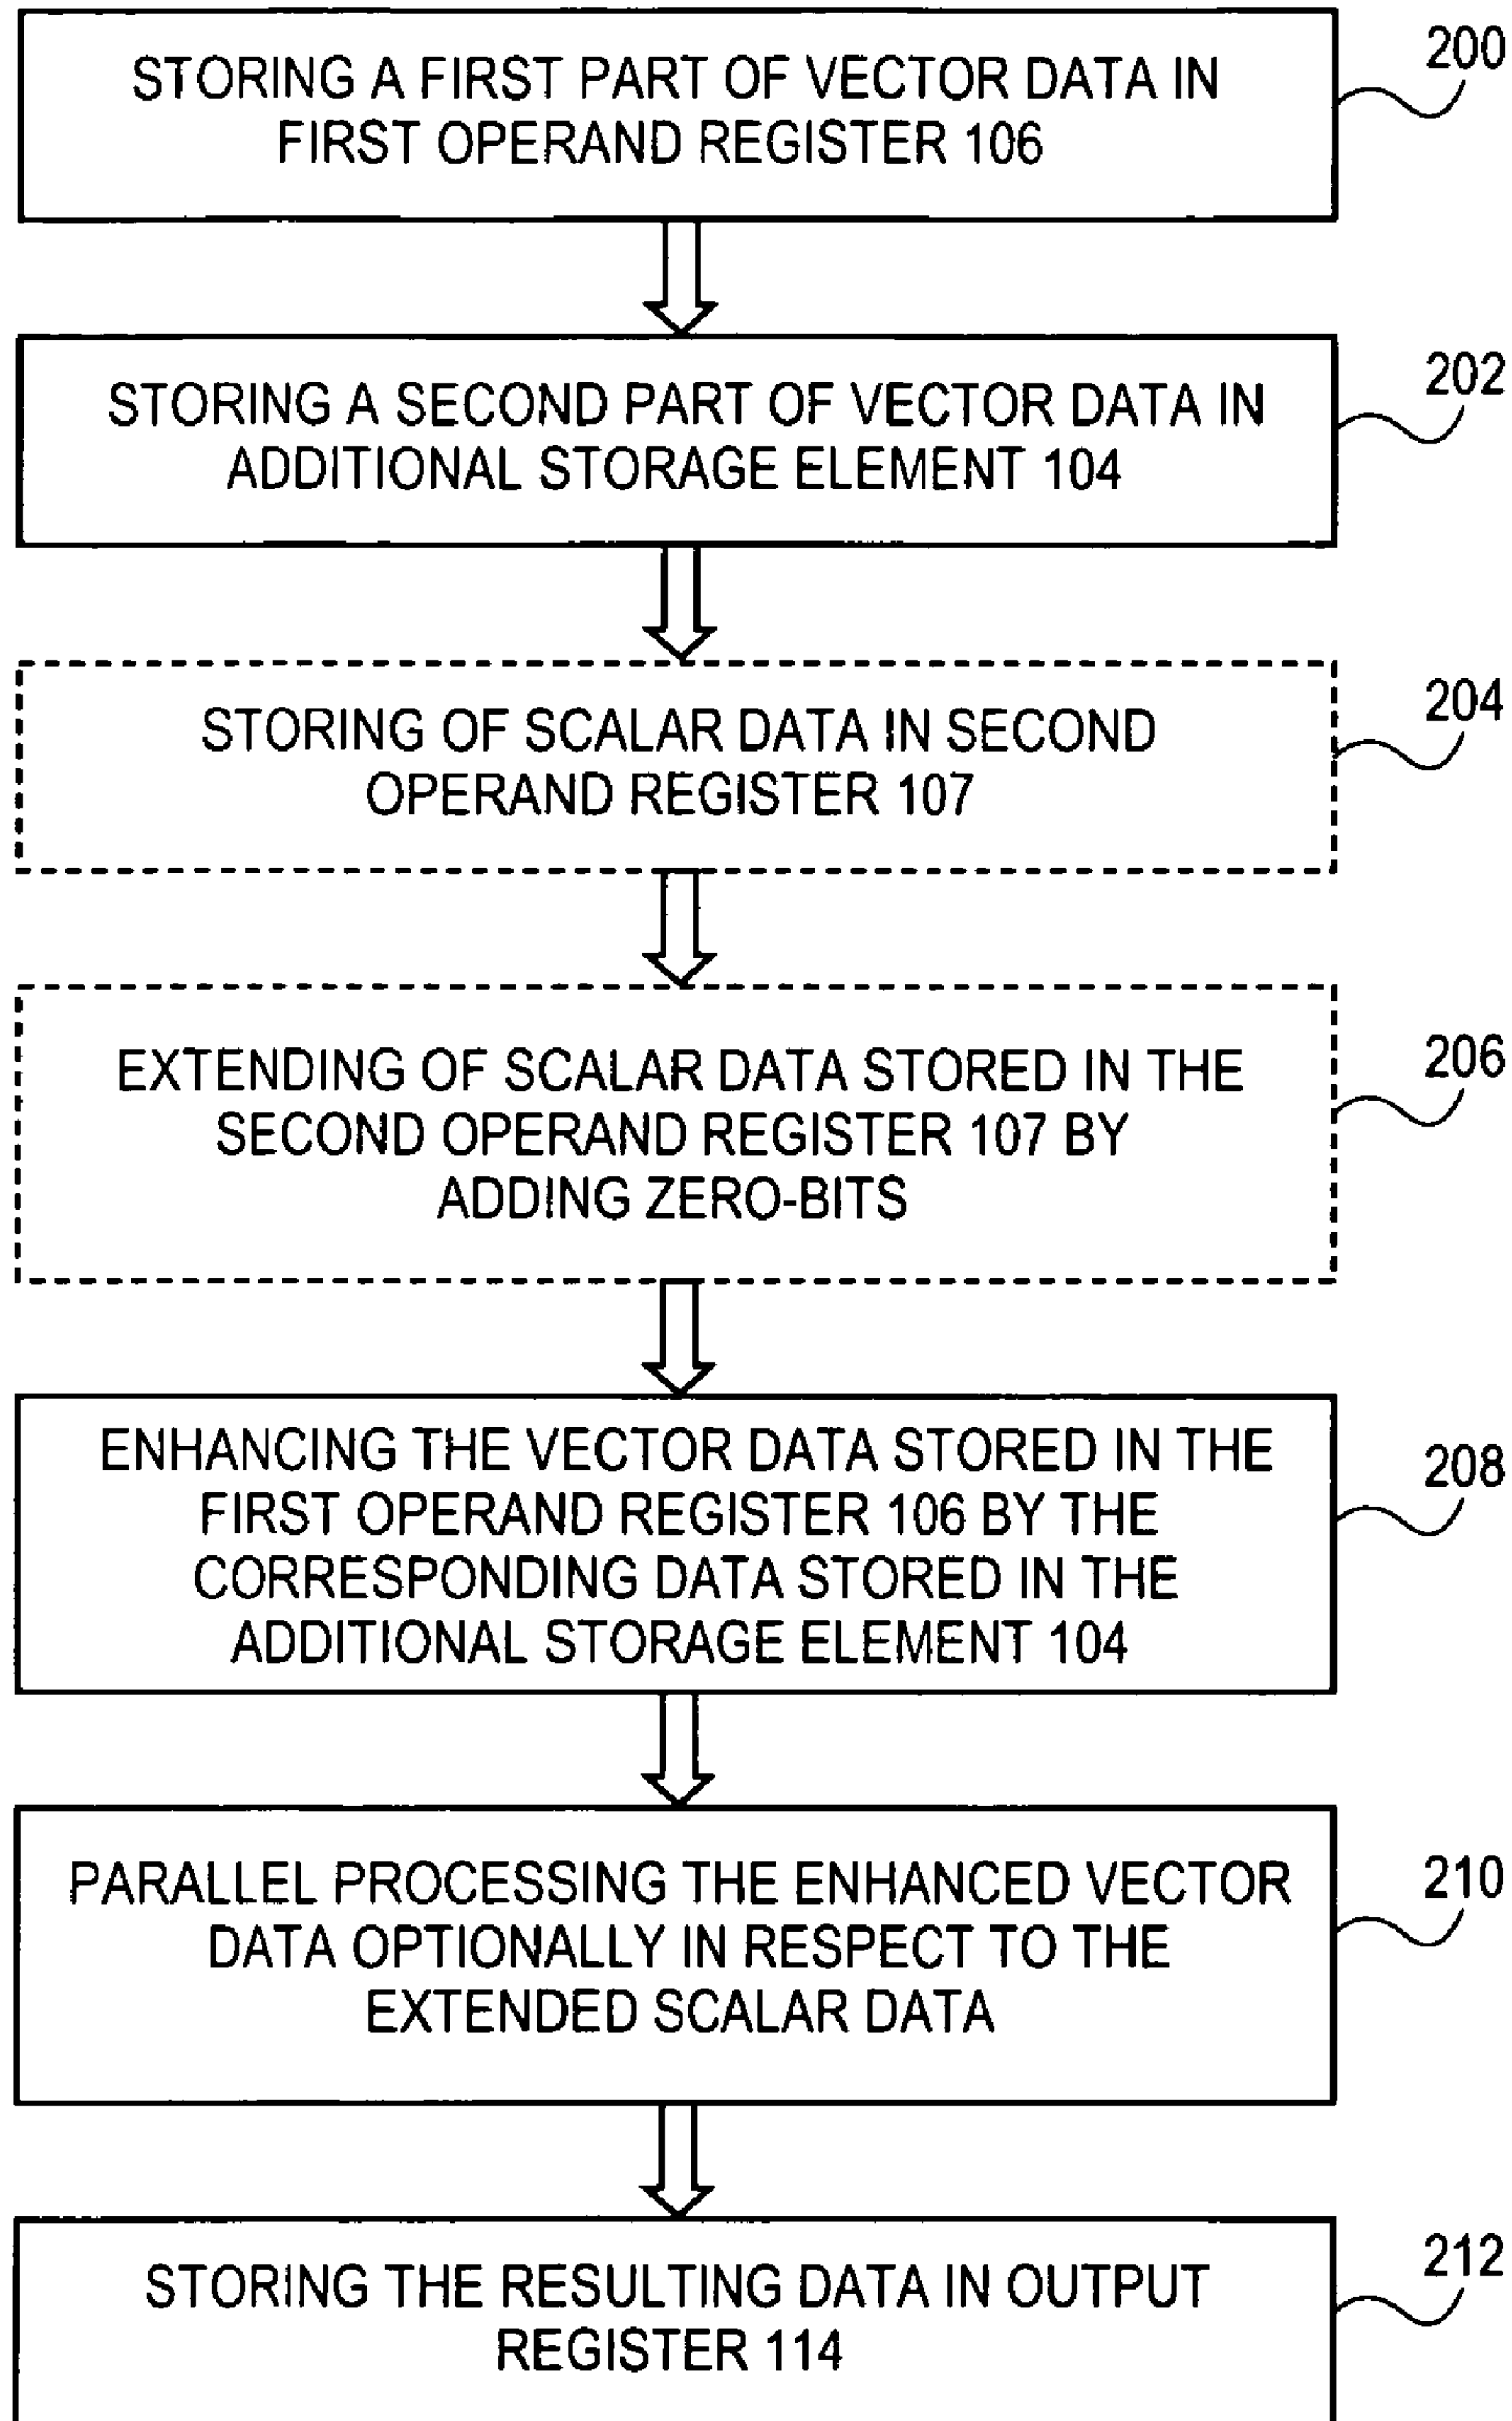 200
STORING A FIRST PART OF VECTOR DATA IN
FIRST OPERAND REGISTER 106
202
STORING A SECOND PART OF VECTOR DATA IN
ADDITIONAL STORAGE ELEMENT 104
204
STORING OF SCALAR DATA IN SECOND
OPERAND REGISTER 107
206
EXTENDING OF SCALAR DATA STORED IN THE
SECOND OPERAND REGISTER 107 BY
ADDING ZERO-BITS
208
ENHANCING THE VECTOR DATA STORED IN THE
FIRST OPERAND REGISTER 106 BY THE
CORRESPONDING DATA STORED IN THE
ADDITIONAL STORAGE ELEMENT 104
210
PARALLEL PROCESSING THE ENHANCED VECTOR
DATA OPTIONALLY IN RESPECT TO THE
EXTENDED SCALAR DATA
212
STORING THE RESULTING DATA IN OUTPUT
REGISTER 114